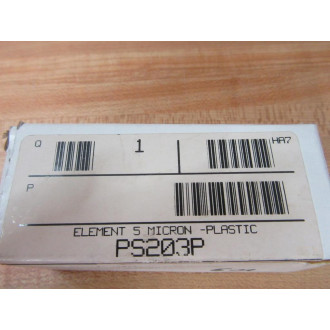 Q 1 HA7
P
ELEMENT 5 MICRON -PLASTIC
PS203P